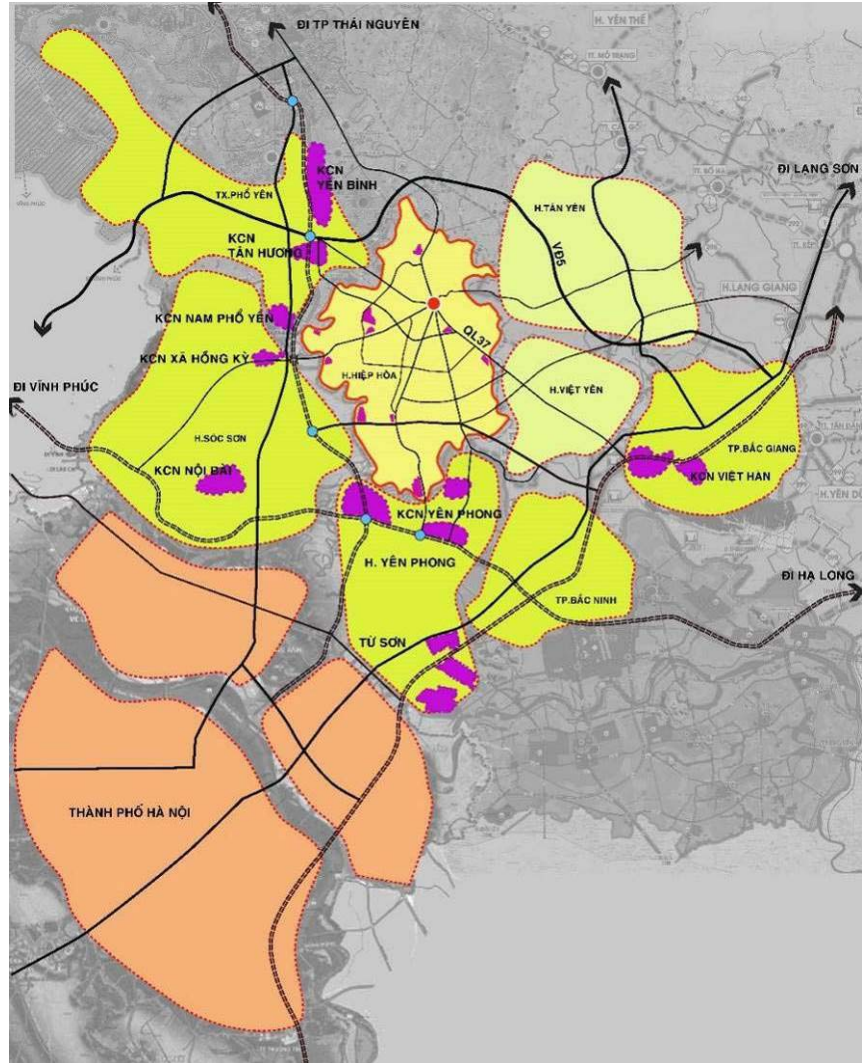 ĐI TP THÁI NGUYÊN
H. YÊN THẾ
TT. MỎ TRẠNG
ĐI LẠNG SƠN
KCN
YÊN BÌNH
TX.PHỔ YÊN
H.TÂN YÊN
KCN
TÂN HƯƠNG
VĐ5
H.LẠNG GIANG
KCN NAM PHỔ YÊN
QL37
KCN XÃ HỒNG KỲ
H.HIỆP HÒA
H.VIỆT YÊN
ĐI VĨNH PHÚC
H.SÓC SƠN
TP.BẮC GIANG
KCN NỘI BÀI
KCN VIỆT HÀN
KCN YÊN PHONG
H. YÊN PHONG
ĐI HẠ LONG
TP.BẮC NINH
TỪ SƠN
THÀNH PHỐ HÀ NỘI